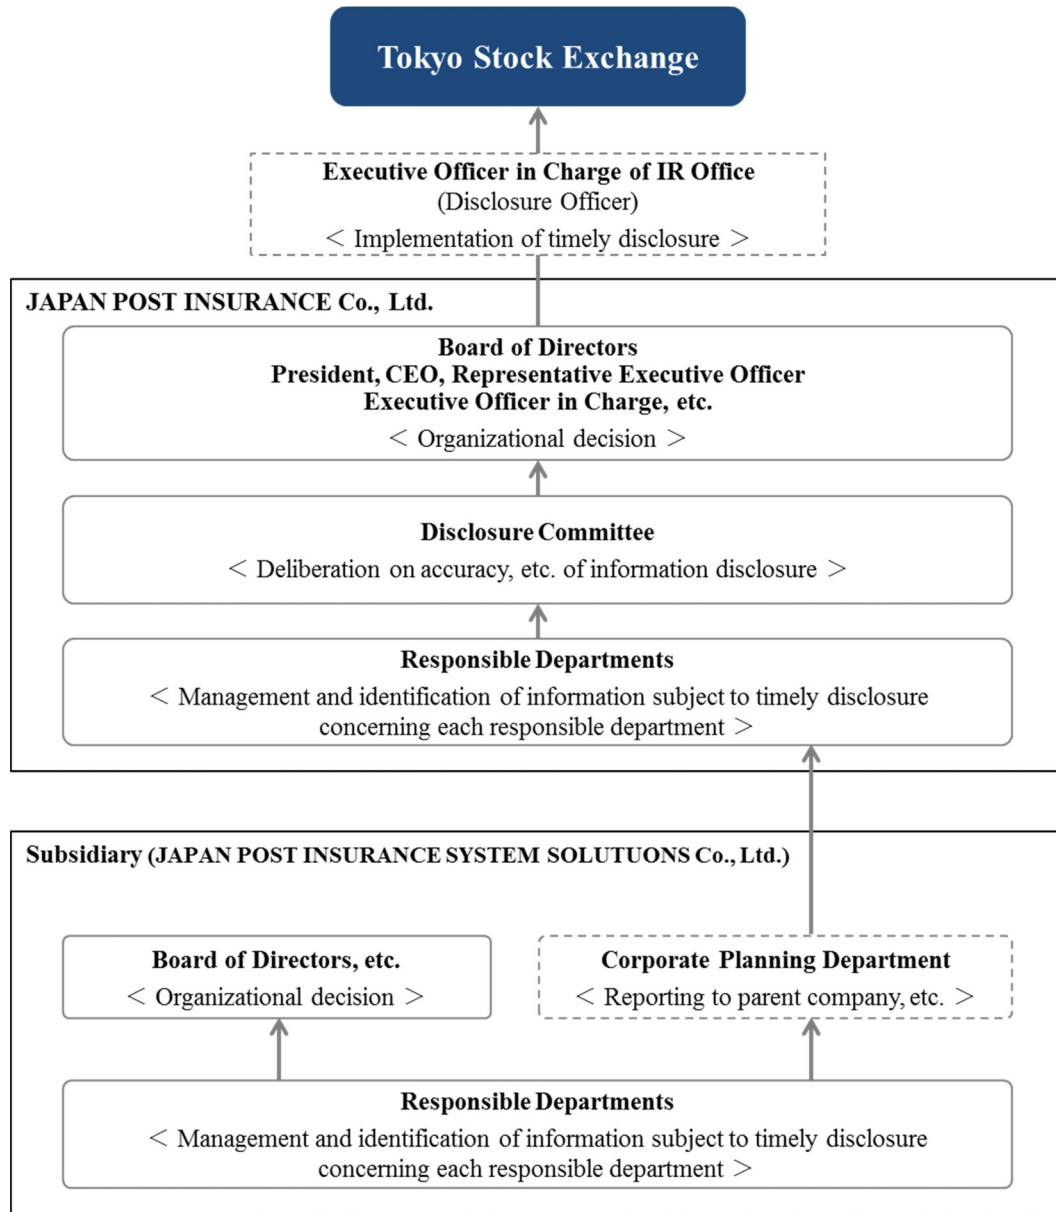 Tokyo Stock Exchange
Executive Officer in Charge of IR Office
(Disclosure Officer)
＜ Implementation of timely disclosure ＞
JAPAN POST INSURANCE Co., Ltd.
Board of Directors
President, CEO, Representative Executive Officer
Executive Officer in Charge, etc.
＜ Organizational decision ＞
Disclosure Committee
＜ Deliberation on accuracy, etc. of information disclosure ＞
Responsible Departments
＜ Management and identification of information subject to timely disclosure
concerning each responsible department ＞
Subsidiary (JAPAN POST INSURANCE SYSTEM SOLUTUONS Co., Ltd.)
Board of Directors, etc.
＜ Organizational decision ＞
Corporate Planning Department
＜ Reporting to parent company, etc. ＞
Responsible Departments
＜ Management and identification of information subject to timely disclosure
concerning each responsible department ＞